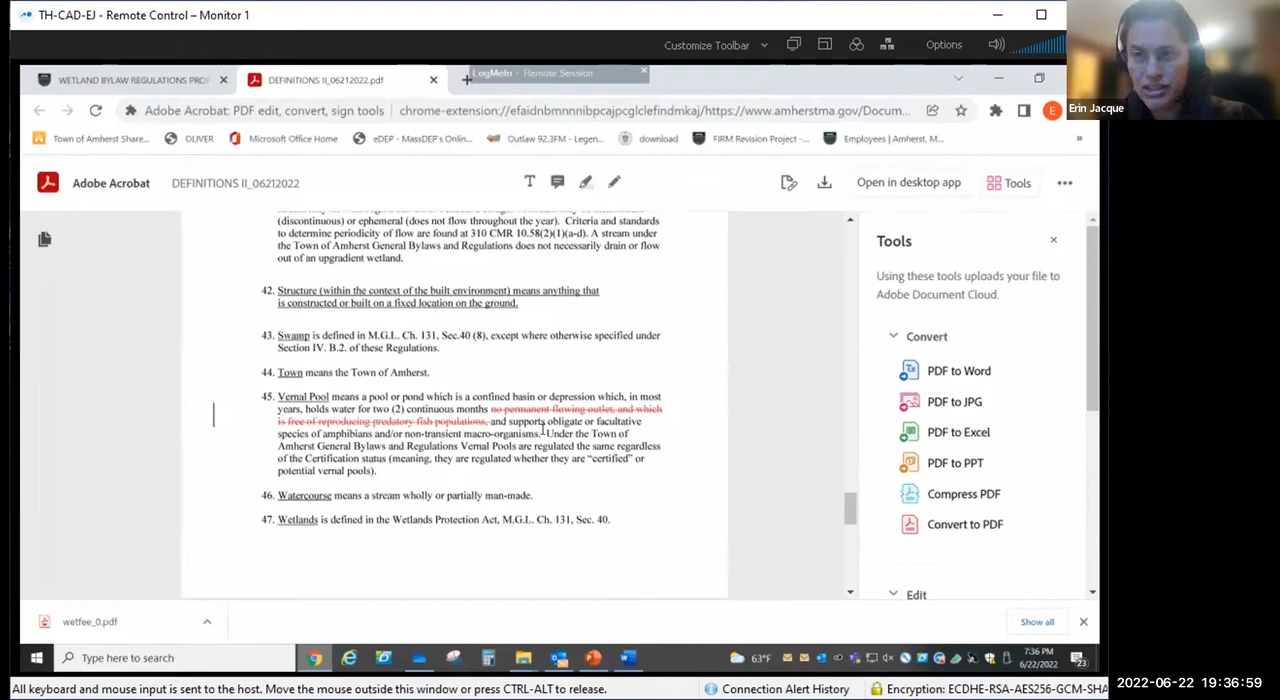 TH-CAD-EJ - Remote Control – Monitor 1
Customize Toolbar
Options
Erin Jacque
WETLAND BYLAW REGULATIONS PROP
DEFINITIONS II_06212022.pdf
LogMeIn - Remote Session
Adobe Acrobat: PDF edit, convert, sign tools
chrome-extension://efaidnbmnnnibpcajpcglclefindmkaj/https://www.amherstma.gov/Docum...
E
Town of Amherst Share...
OLIVER
Microsoft Office Home
eDEP - MassDEP's Onlin...
Outlaw 92.3FM - Legen...
download
FIRM Revision Project -...
Employees | Amherst, M...
»
Adobe Acrobat
DEFINITIONS II_06212022
Open in desktop app
Tools
(discontinuous) or ephemeral (does not flow throughout the year). Criteria and standards
to determine periodicity of flow are found at 310 CMR 10.58(2)(1)(a-d). A stream under
the Town of Amherst General Bylaws and Regulations does not necessarily drain or flow
out of an upgradient wetland.
42. Structure (within the context of the built environment) means anything that
is constructed or built on a fixed location on the ground.
43. Swamp is defined in M.G.L. Ch. 131, Sec.40 (8), except where otherwise specified under
Section IV. B.2. of these Regulations.
44. Town means the Town of Amherst.
45. Vernal Pool means a pool or pond which is a confined basin or depression which, in most
years, holds water for two (2) continuous months no permanent flowing outlet, and which
is free of reproducing predatory fish populations, and supports obligate or facultative
species of amphibians and/or non-transient macro-organisms. Under the Town of
Amherst General Bylaws and Regulations Vernal Pools are regulated the same regardless
of the Certification status (meaning, they are regulated whether they are “certified” or
potential vernal pools).
46. Watercourse means a stream wholly or partially man-made.
47. Wetlands is defined in the Wetlands Protection Act, M.G.L. Ch. 131, Sec. 40.
Tools
Using these tools uploads your file to
Adobe Document Cloud.
Convert
PDF to Word
PDF to JPG
PDF to Excel
PDF to PPT
Compress PDF
Convert to PDF
Edit
wetfee_0.pdf
Show all
Type here to search
63°F
7:36 PM
6/22/2022
23
All keyboard and mouse input is sent to the host. Move the mouse outside this window or press CTRL-ALT to release.
Connection Alert History
Encryption: ECDHE-RSA-AES256-GCM-SHA
2022-06-22 19:36:59